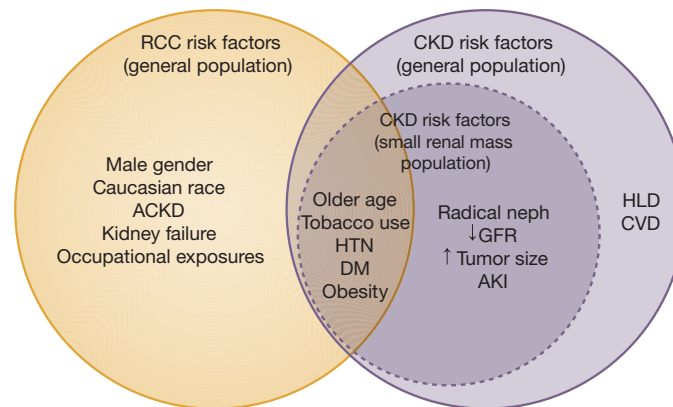 RCC risk factors
(general population)
CKD risk factors
(general population)
CKD risk factors
(small renal mass
population)
Male gender
Caucasian race
ACKD
Kidney failure
Occupational exposures
Older age
Tobacco use
HTN
DM
Obesity
Radical neph
↓GFR
↑ Tumor size
AKI
HLD
CVD